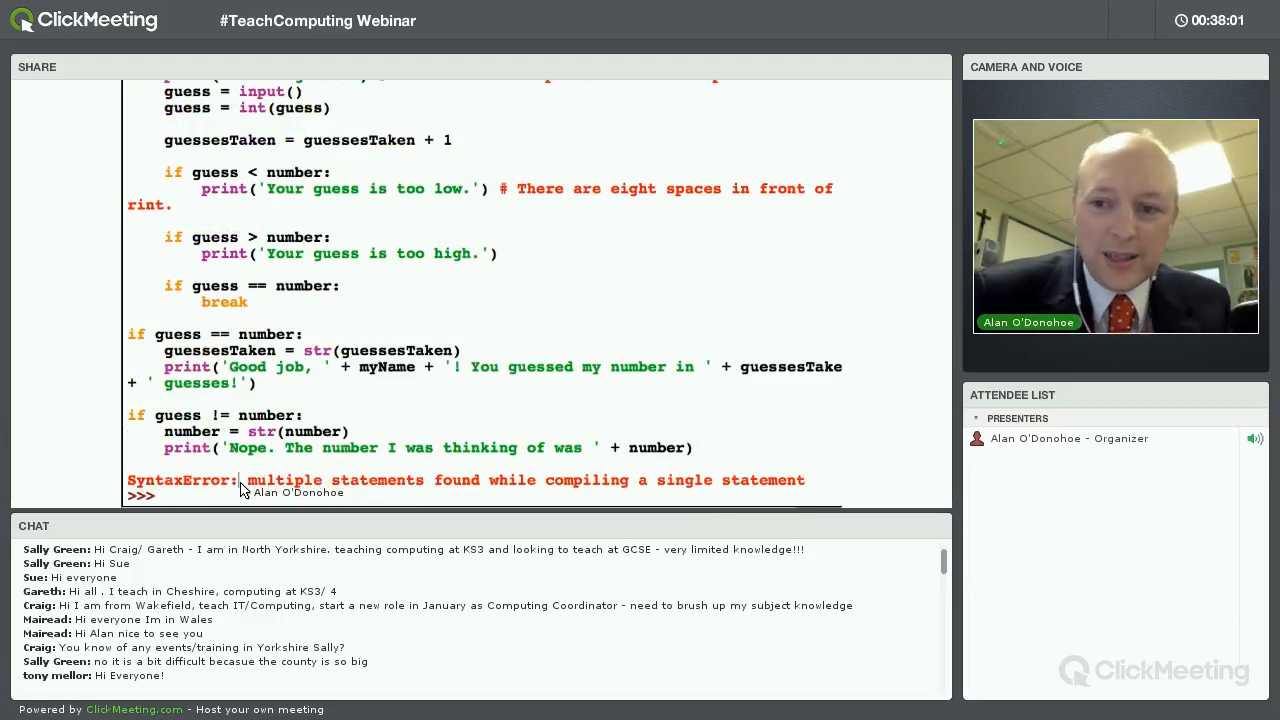 ClickMeeting
#TeachComputing Webinar
00:38:01
SHARE
guess = input()
guess = int(guess)
guessesTaken = guessesTaken + 1
if guess < number:
print('Your guess is too low.') # There are eight spaces in front of
rint.
if guess > number:
print('Your guess is too high.')
if guess == number:
break
if guess == number:
guessesTaken = str(guessesTaken)
print('Good job, ' + myName + '! You guessed my number in ' + guessesTake
+ ' guesses!')
if guess != number:
number = str(number)
print('Nope. The number I was thinking of was ' + number)
SyntaxError: multiple statements found while compiling a single statement
Alan O'Donohoe
>>>
CAMERA AND VOICE
Alan O'Donohoe
ATTENDEE LIST
PRESENTERS
Alan O'Donohoe - Organizer
CHAT
Sally Green: Hi Craig/ Gareth - I am in North Yorkshire. teaching computing at KS3 and looking to teach at GCSE - very limited knowledge!!!
Sally Green: Hi Sue
Sue: Hi everyone
Gareth: Hi all . I teach in Cheshire, computing at KS3/ 4
Craig: Hi I am from Wakefield, teach IT/Computing, start a new role in January as Computing Coordinator - need to brush up my subject knowledge
Mairead: Hi everyone Im in Wales
Mairead: Hi Alan nice to see you
Craig: You know of any events/training in Yorkshire Sally?
Sally Green: no it is a bit difficult becasue the county is so big
tony mellor: Hi Everyone!
ClickMeeting
Powered by ClickMeeting.com - Host your own meeting